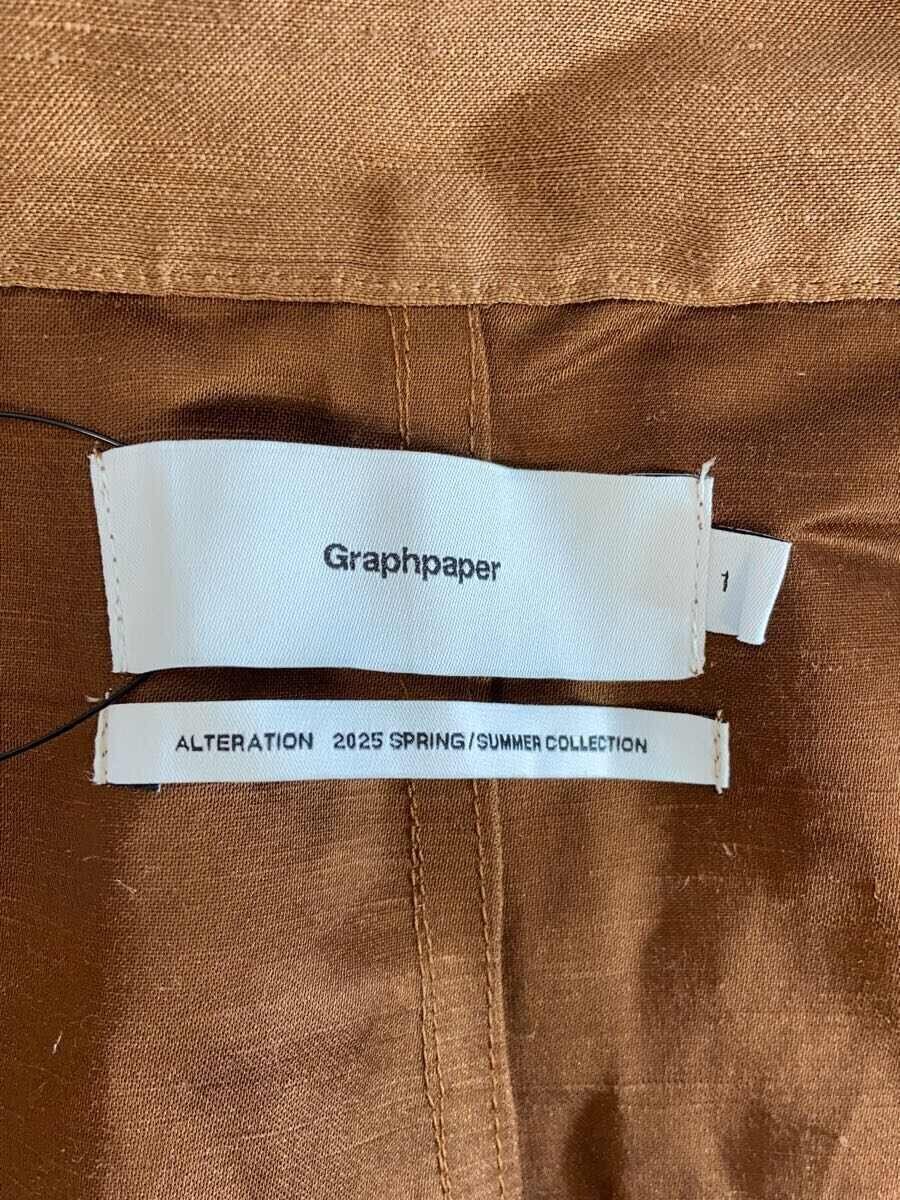 Graphpaper
1
ALTERATION 2025 SPRING/SUMMER COLLECTION